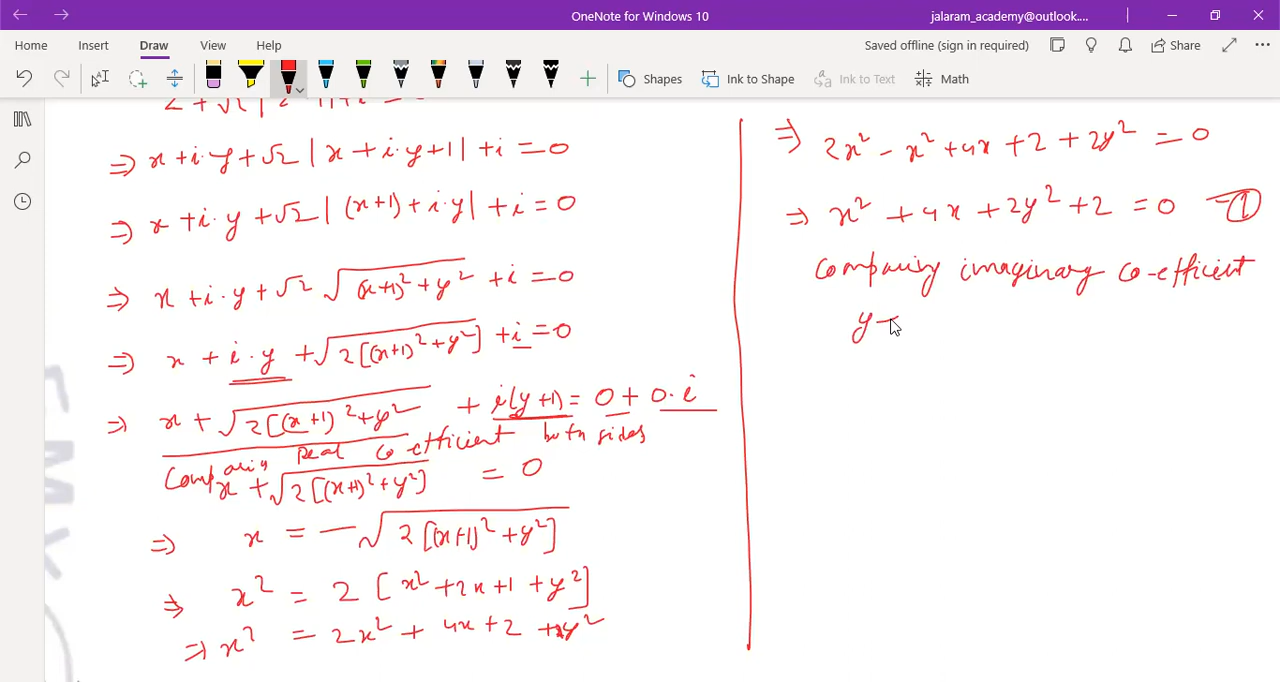 OneNote for Windows 10
jalaram_academy@outlook....
Home Insert Draw View Help
Saved offline (sign in required)
Share
Shapes
Ink to Shape
Ink to Text
Math
⇒ x + i·y + √2 |x + i·y + 1| + i = 0
⇒ x + i·y + √2 |(x+1) + i·y| + i = 0
⇒ x + i·y + √2 √((x+1)² + y²) + i = 0
⇒ x + i·y + √(2[(x+1)² + y²]) + i = 0
⇒ x + √(2[(x+1)² + y²]) + i(y+1) = 0 + 0·i
Comparing real co-efficient both sides
x + √(2[(x+1)² + y²]) = 0
⇒ x = -√(2[(x+1)² + y²])
⇒ x² = 2[x² + 2x + 1 + y²]
⇒ x² = 2x² + 4x + 2 + 2y²
⇒ 2x² - x² + 4x + 2 + 2y² = 0
⇒ x² + 4x + 2y² + 2 = 0 - ①
Comparing imaginary co-efficient
y -